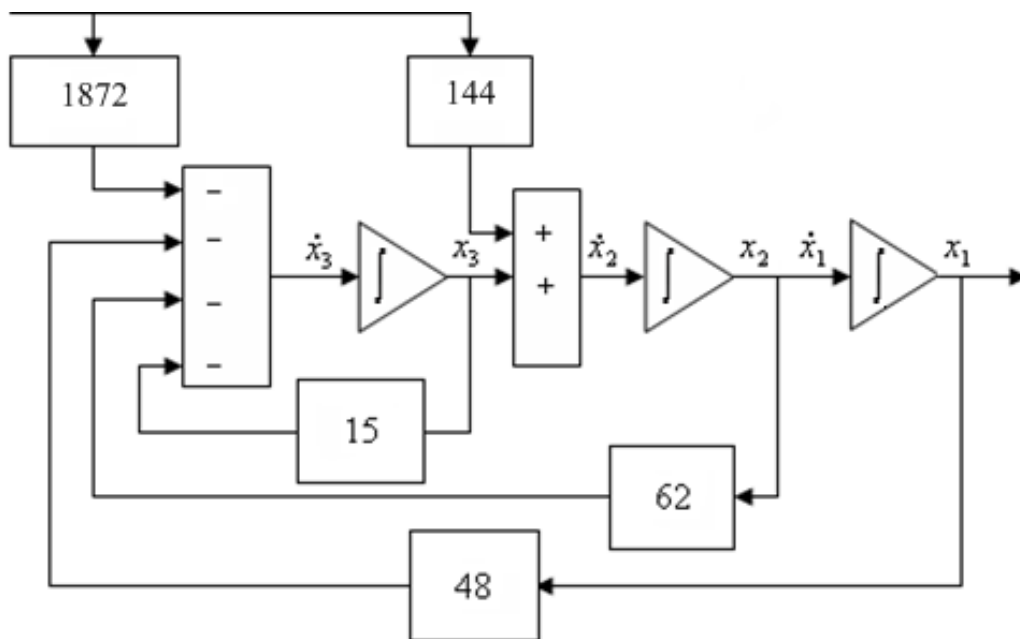 1872
144
−
−
−
−
ẋ₃
∫
x₃
+
+
ẋ₂
∫
x₂
ẋ₁
∫
x₁
15
62
48